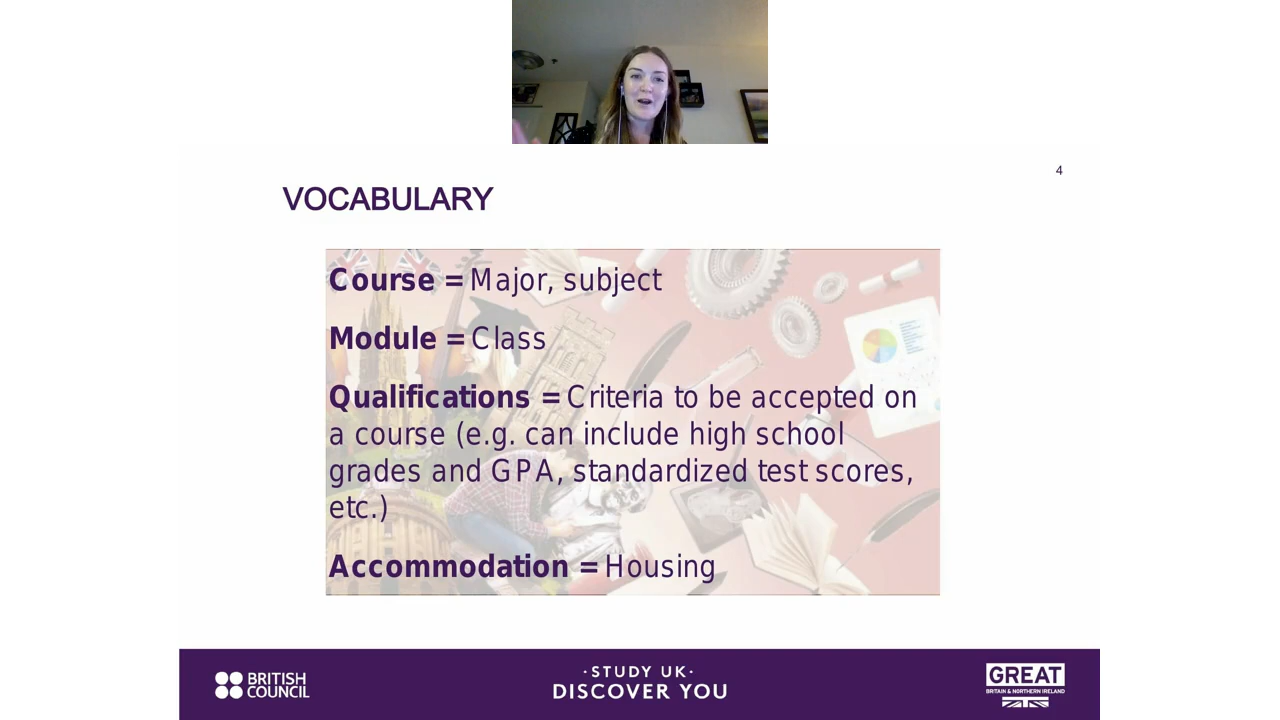 4
VOCABULARY
Course = Major, subject
Module = Class
Qualifications = Criteria to be accepted on
a course (e.g. can include high school
grades and GPA, standardized test scores,
etc.)
Accommodation = Housing
BRITISH
COUNCIL
·STUDY UK·
DISCOVER YOU
GREAT
BRITAIN & NORTHERN IRELAND